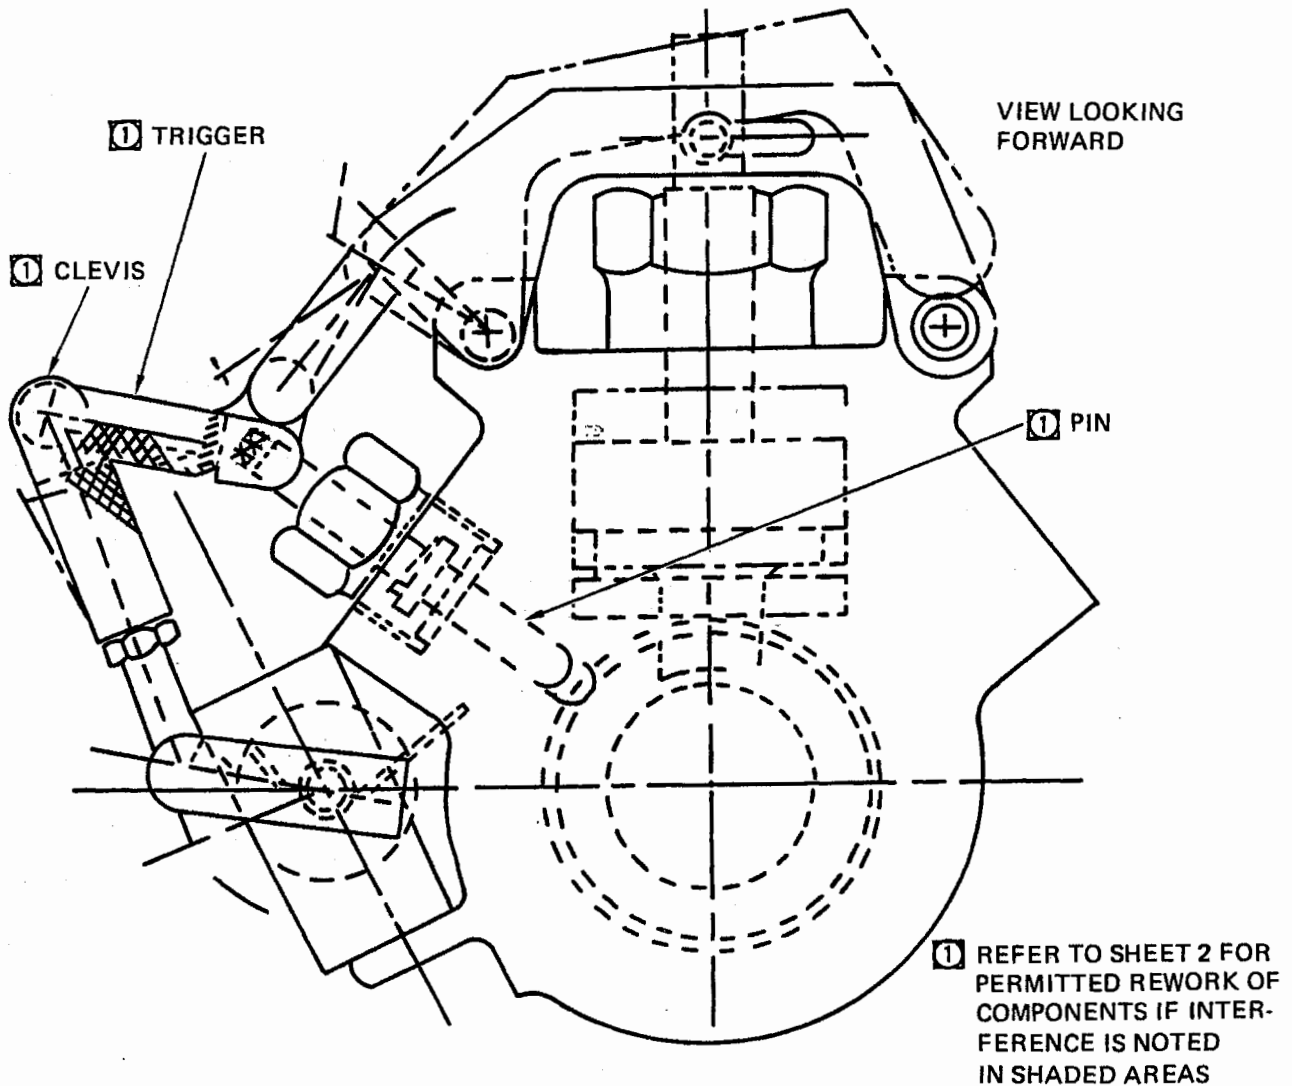 VIEW LOOKING
FORWARD
1 TRIGGER
1 CLEVIS
1 PIN
1 REFER TO SHEET 2 FOR
PERMITTED REWORK OF
COMPONENTS IF INTER-
FERENCE IS NOTED
IN SHADED AREAS